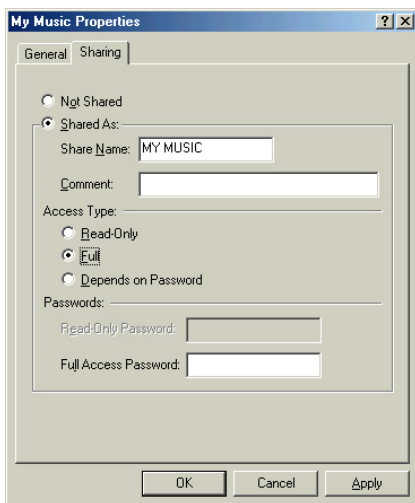 My Music Properties
General Sharing
Not Shared
Shared As:
Share Name: MY MUSIC
Comment:
Access Type:
Read-Only
Full
Depends on Password
Passwords:
Read-Only Password:
Full Access Password:
OK Cancel Apply